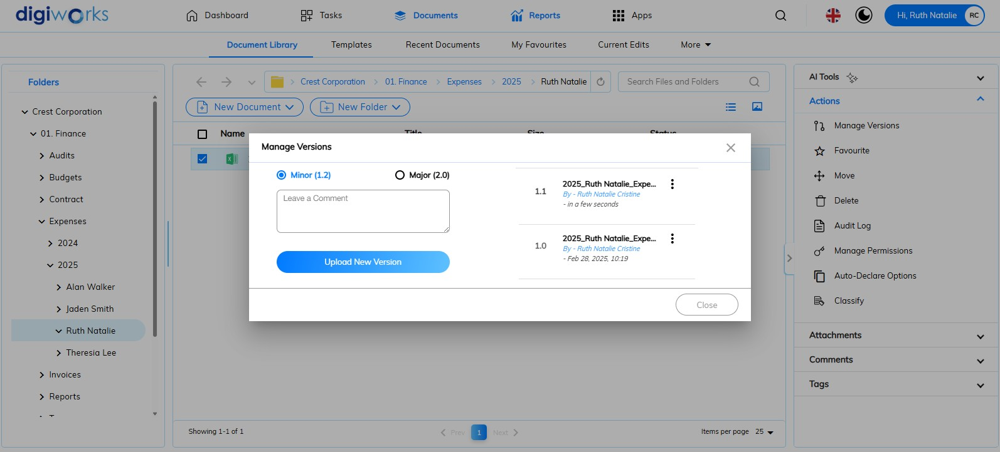 digiworks
Dashboard
Tasks
Documents
Reports
Apps
Hi, Ruth Natalie
RC
Document Library
Templates
Recent Documents
My Favourites
Current Edits
More
Folders
Crest Corporation
01. Finance
Audits
Budgets
Contract
Expenses
2024
2025
Alan Walker
Jaden Smith
Ruth Natalie
Theresia Lee
Invoices
Reports
Crest Corporation
01. Finance
Expenses
2025
Ruth Natalie
Search Files and Folders
New Document
New Folder
Name
Title
Size
Status
Manage Versions
Minor (1.2)
Major (2.0)
Leave a Comment
Upload New Version
1.1
2025_Ruth Natalie_Expe...
By - Ruth Natalie Cristine
- in a few seconds
1.0
2025_Ruth Natalie_Expe...
By - Ruth Natalie Cristine
- Feb 28, 2025, 10:19
Close
Showing 1-1 of 1
Prev
1
Next
Items per page 25
AI Tools
Actions
Manage Versions
Favourite
Move
Delete
Audit Log
Manage Permissions
Auto-Declare Options
Classify
Attachments
Comments
Tags